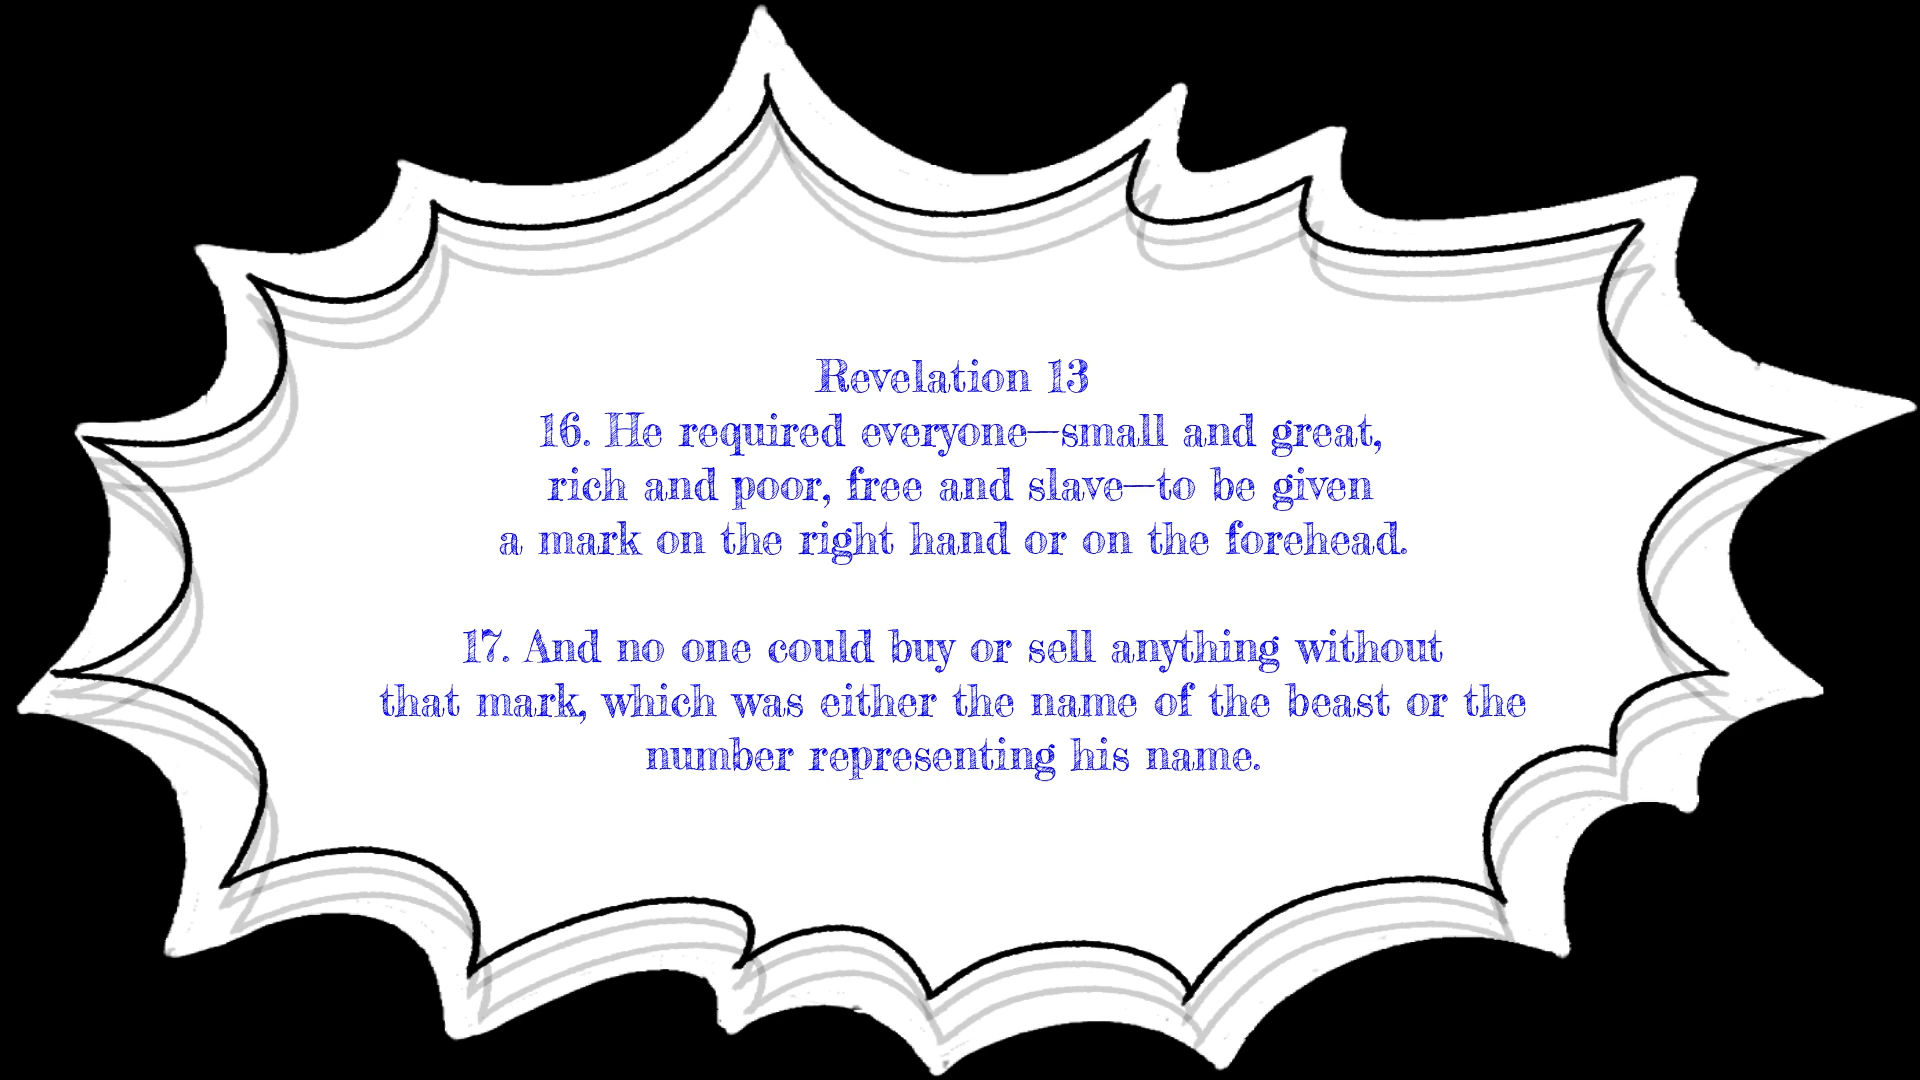 Revelation 13
16. He required everyone—small and great,
rich and poor, free and slave—to be given
a mark on the right hand or on the forehead.
17. And no one could buy or sell anything without
that mark, which was either the name of the beast or the
number representing his name.